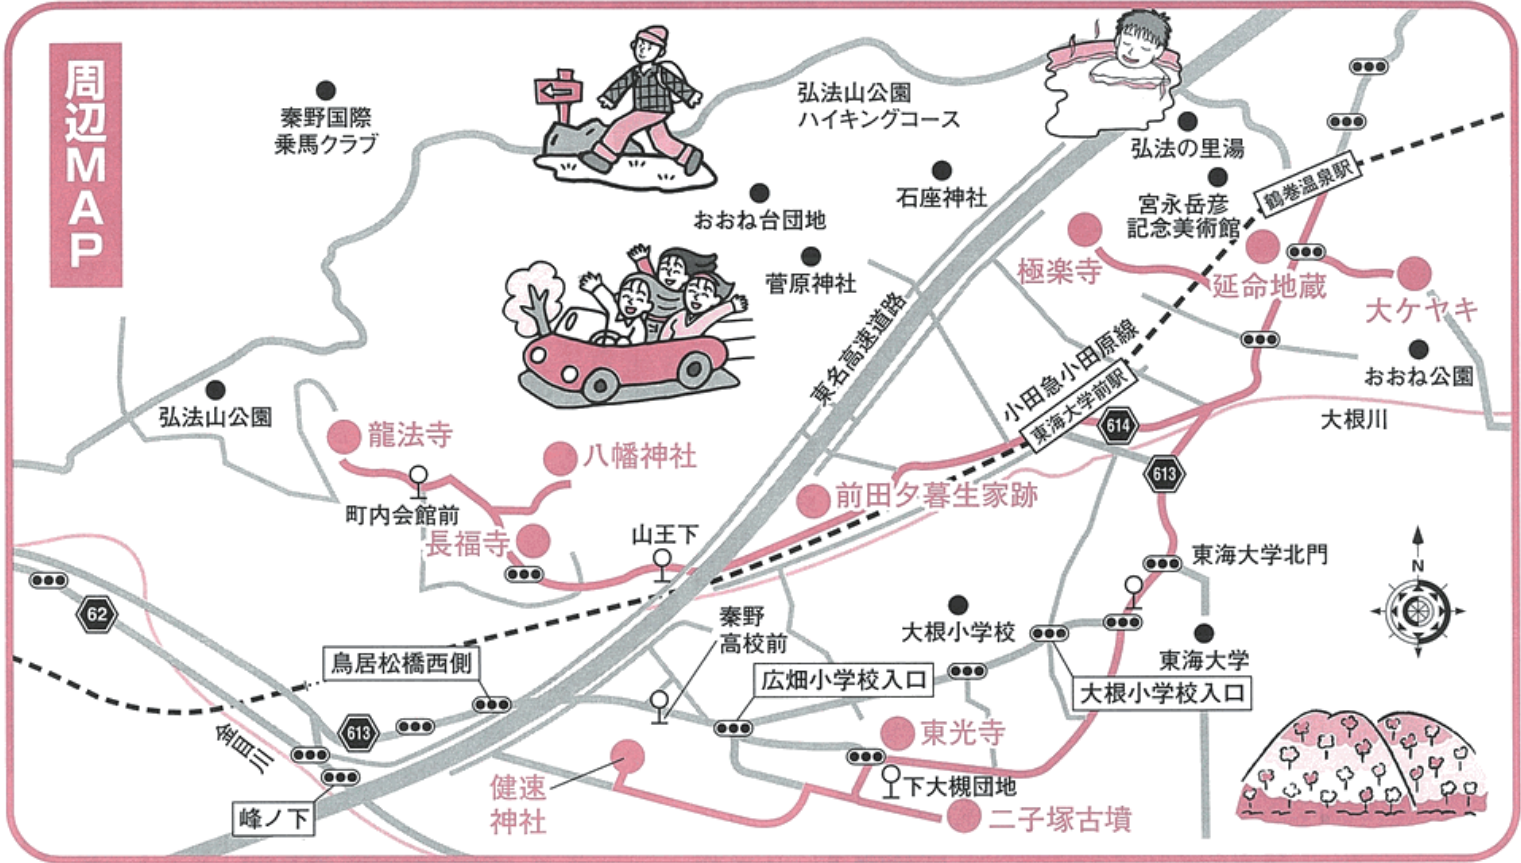 周辺MAP
秦野国際
乗馬クラブ
弘法山公園
ハイキングコース
弘法の里湯
石座神社
おおね台団地
菅原神社
宮永岳彦
記念美術館
鶴巻温泉駅
極楽寺
延命地蔵
大ケヤキ
おおね公園
大根川
東名高速道路
小田急小田原線
東海大学前駅
614
613
弘法山公園
龍法寺
八幡神社
町内会館前
長福寺
前田夕暮生家跡
山王下
東海大学北門
N
62
秦野
高校前
大根小学校
東海大学
鳥居松橋西側
広畑小学校入口
大根小学校入口
613
金目川
東光寺
健速
神社
下大槻団地
峰ノ下
二子塚古墳